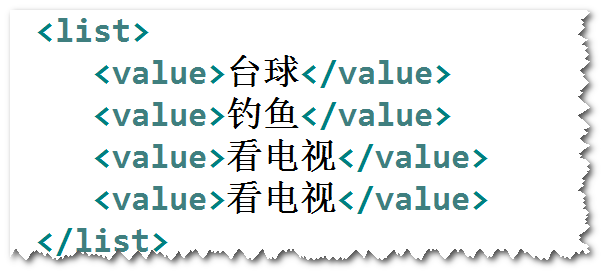 <list>
<value>台球</value>
<value>钓鱼</value>
<value>看电视</value>
<value>看电视</value>
</list>